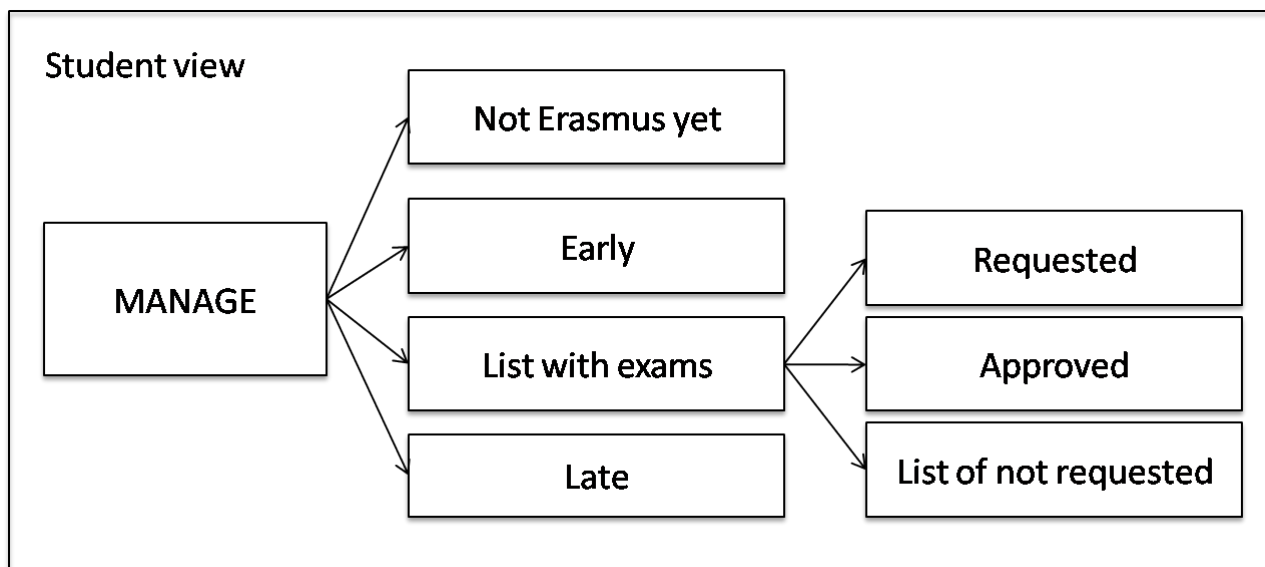 Student view
Not Erasmus yet
MANAGE
Early
List with exams
Late
Requested
Approved
List of not requested